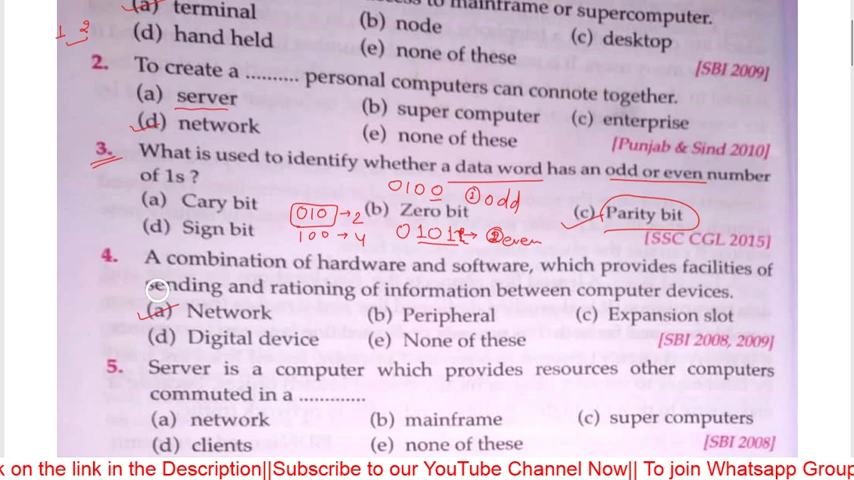 (a) terminal
to mainframe or supercomputer.
(b) node
(c) desktop
(d) hand held
(e) none of these
[SBI 2009]
2. To create a .......... personal computers can connote together.
(a) server
(b) super computer
(c) enterprise
(d) network
(e) none of these
[Punjab & Sind 2010]
3. What is used to identify whether a data word has an odd or even number
of 1s ?
0100 ① odd
(a) Cary bit
010 → 2
(b) Zero bit
(c) Parity bit
(d) Sign bit
100 → 4
even
[SSC CGL 2015]
4. A combination of hardware and software, which provides facilities of
sending and rationing of information between computer devices.
(a) Network
(b) Peripheral
(c) Expansion slot
(d) Digital device
(e) None of these
[SBI 2008, 2009]
5. Server is a computer which provides resources other computers
commuted in a .............
(a) network
(b) mainframe
(c) super computers
(d) clients
(e) none of these
[SBI 2008]
k on the link in the Description||Subscribe to our YouTube Channel Now|| To join Whatsapp Group